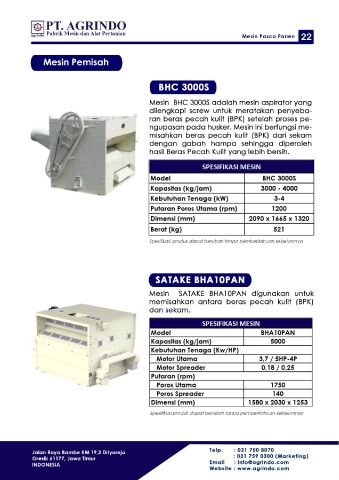 PT. AGRINDO
Pabrik Mesin dan Alat Pertanian
Mesin Pasca Panen 22
Mesin Pemisah
BHC 3000S
Mesin BHC 3000S adalah mesin aspirator yang
dilengkapi screw untuk meratakan penyeba-
ran beras pecah kulit (BPK) setelah proses pe-
ngupasan pada husker. Mesin ini berfungsi me-
misahkan beras pecah kulit (BPK) dari sekam
dengan gabah hampa sehingga diperoleh
hasil Beras Pecah Kulit yang lebih bersih.
SPESIFIKASI MESIN
Model BHC 3000S
Kapasitas (kg/jam) 3000 - 4000
Kebutuhan Tenaga (kW) 3-4
Putaran Poros Utama (rpm) 1200
Dimensi (mm) 2090 x 1665 x 1320
Berat (kg) 521
Spesifikasi produk dapat berubah tanpa pemberitahuan sebelumnya
SATAKE BHA10PAN
Mesin SATAKE BHA10PAN digunakan untuk
memisahkan antara beras pecah kulit (BPK)
dan sekam.
SPESIFIKASI MESIN
Model BHA10PAN
Kapasitas (kg/jam) 5000
Kebutuhan Tenaga (Kw/HP)
Motor Utama 3,7 / 5HP-4P
Motor Spreader 0,18 / 0.25
Putaran (rpm)
Poros Utama 1750
Poros Spreader 140
Dimensi (mm) 1580 x 2030 x 1253
Spesifikasi produk dapat berubah tanpa pemberitahuan sebelumnya
Jalan Raya Bambe KM 19,3 Driyorejo
Gresik 61177, Jawa Timur
INDONESIA
Telp. : 031 750 8070
: 031 759 0300 (Marketing)
Email : info@agrindo.com
Website : www.agrindo.com